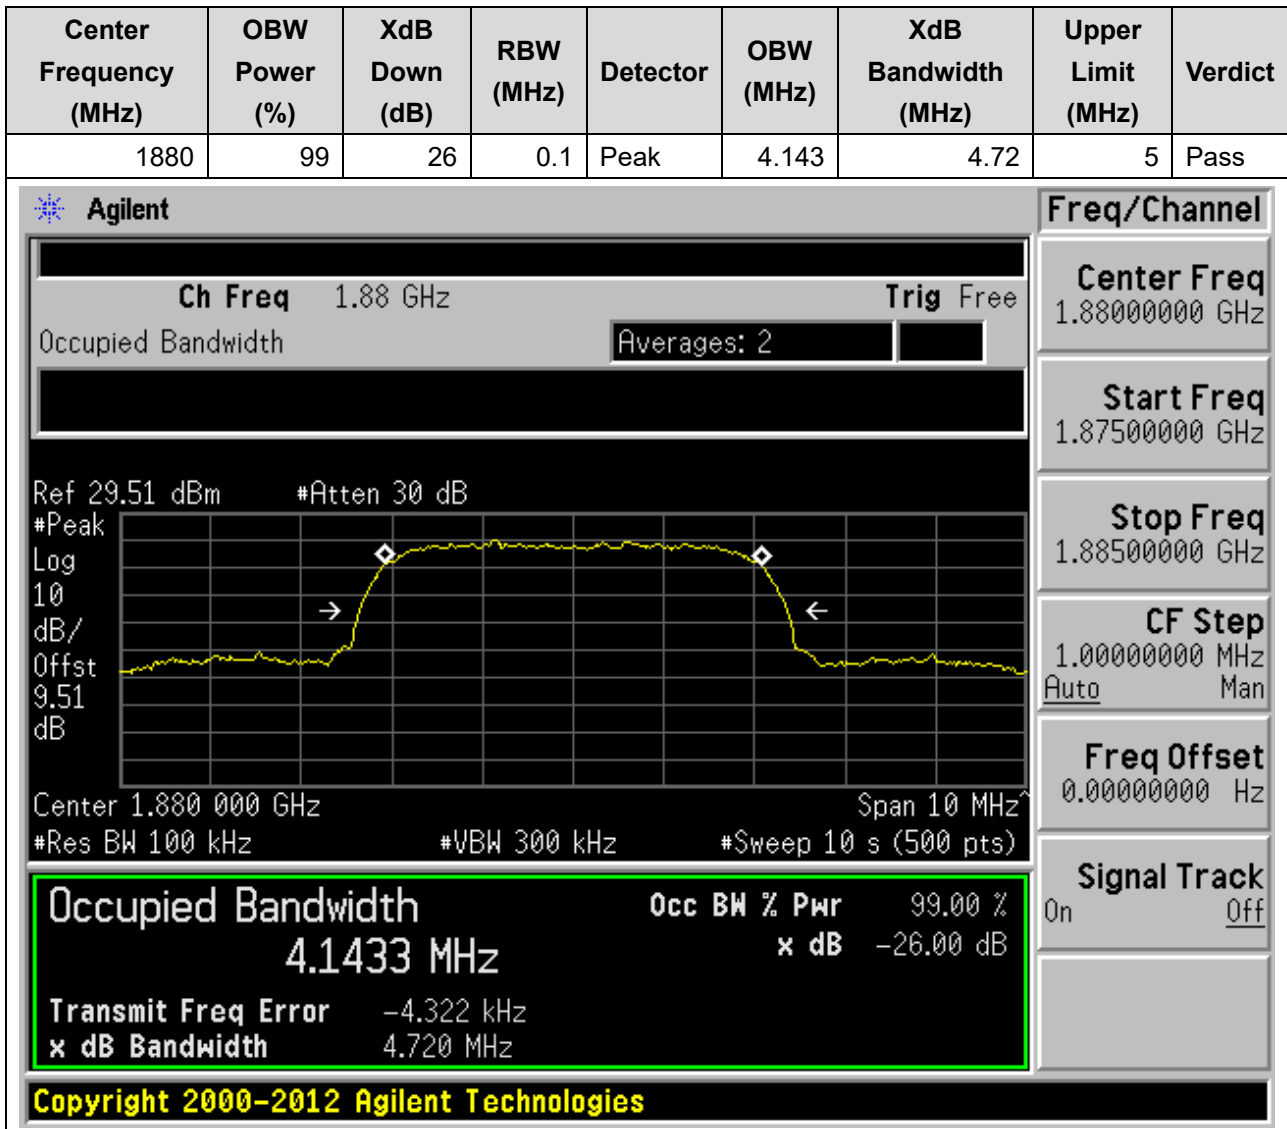 Center Frequency (MHz) OBW Power (%) XdB Down (dB) RBW (MHz) Detector OBW (MHz) XdB Bandwidth (MHz) Upper Limit (MHz) Verdict
1880 99 26 0.1 Peak 4.143 4.72 5 Pass
Agilent
Freq/Channel
Ch Freq 1.88 GHz Trig Free
Occupied Bandwidth Averages: 2
Center Freq
1.88000000 GHz
Start Freq
1.87500000 GHz
Stop Freq
1.88500000 GHz
CF Step
1.00000000 MHz
Auto Man
Freq Offset
0.00000000 Hz
Signal Track
On Off
Ref 29.51 dBm #Atten 30 dB
#Peak
Log
10
dB/
Offst
9.51
dB
Center 1.880 000 GHz Span 10 MHz^
#Res BW 100 kHz #VBW 300 kHz #Sweep 10 s (500 pts)
Occupied Bandwidth Occ BW % Pwr 99.00 %
4.1433 MHz x dB -26.00 dB
Transmit Freq Error -4.322 kHz
x dB Bandwidth 4.720 MHz
Copyright 2000-2012 Agilent Technologies